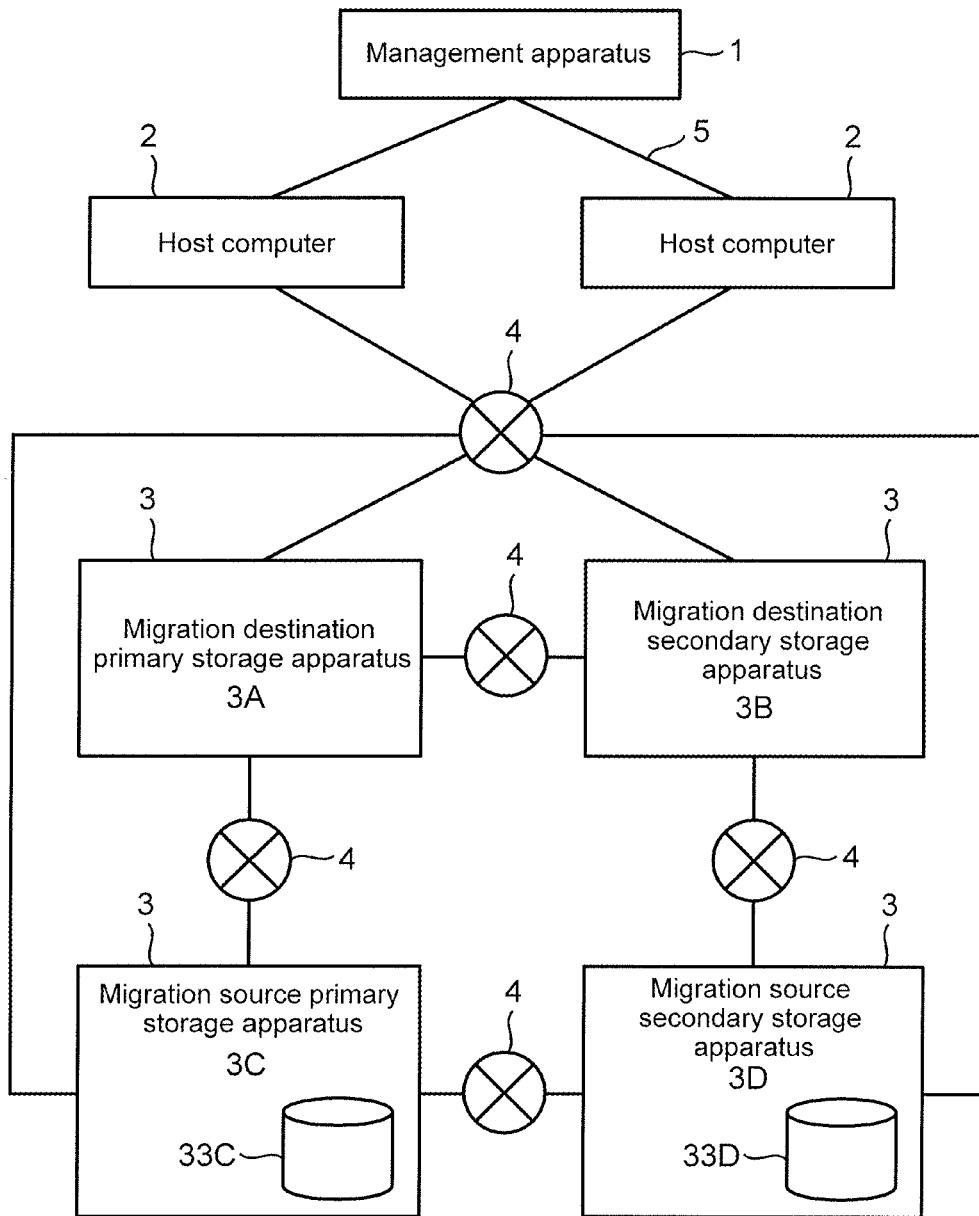 Management apparatus
1
2
5
2
Host computer
Host computer
4
3
3
4
Migration destination
primary storage apparatus
3A
Migration destination
secondary storage
apparatus
3B
4
4
3
3
4
Migration source primary
storage apparatus
3C
33C
Migration source
secondary storage
apparatus
3D
33D